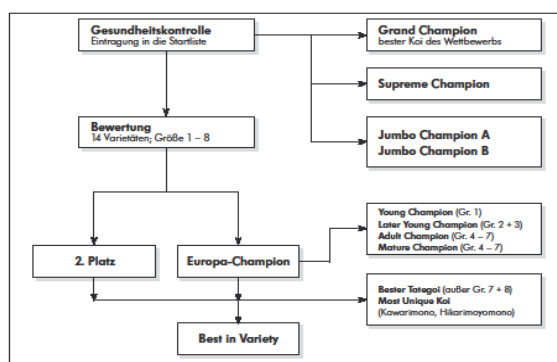 Gesundheitskontrolle
Eintragung in die Startliste
Grand Champion
bester Koi des Wettbewerbs
Supreme Champion
Bewertung
14 Varietäten; Größe 1 – 8
Jumbo Champion A
Jumbo Champion B
2. Platz
Europa-Champion
Young Champion (Gr. 1)
Later Young Champion (Gr. 2 + 3)
Adult Champion (Gr. 4 – 7)
Mature Champion (Gr. 4 – 7)
Bester Tategoi (außer Gr. 7 + 8)
Most Unique Koi
(Kawarimono, Hikarimoyomono)
Best in Variety